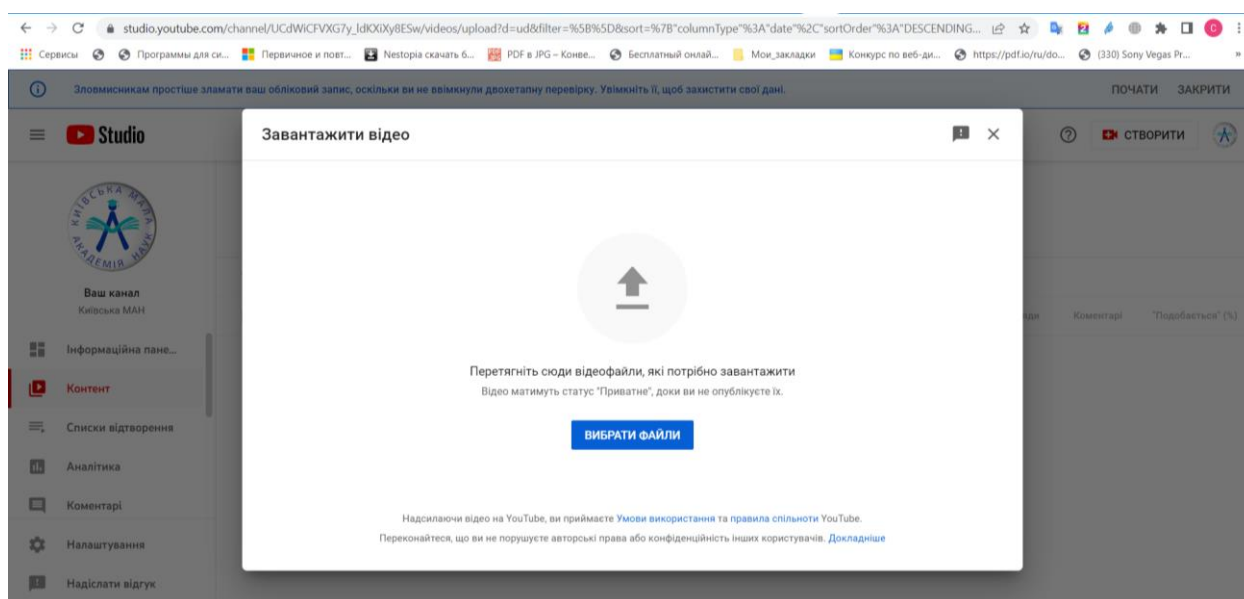 studio.youtube.com/channel/UCdWiCFVXG7y_ldKXiXy8ESw/videos/upload?d=ud&filter=%5B%5D&sort=%7B"columnType"%3A"date"%2C"sortOrder"%3A"DESCENDING...
Сервисы Программы для си... Первичное и повт... Nestopia скачать б... PDF в JPG – Конве... Бесплатный онлай... Мои_закладки Конкурс по веб-ди... https://pdf.io/ru/do... (330) Sony Vegas Pr... »
Зловмисникам простіше зламати ваш обліковий запис, оскільки ви не ввімкнули двохетапну перевірку. Увімкніть її, щоб захистити свої дані. ПОЧАТИ ЗАКРИТИ
Studio
Завантажити відео
СТВОРИТИ
КИЇВСЬКА МАЛА АКАДЕМІЯ НАУК
Ваш канал
Київська МАН
Коментарі "Подобається" (%)
Інформаційна пане...
Контент
Списки відтворення
Аналітика
Коментарі
Налаштування
Надіслати відгук
Перетягніть сюди відеофайли, які потрібно завантажити
Відео матимуть статус "Приватне", доки ви не опублікуєте їх.
ВИБРАТИ ФАЙЛИ
Надсилаючи відео на YouTube, ви приймаєте Умови використання та правила спільноти YouTube.
Переконайтеся, що ви не порушуєте авторські права або конфіденційність інших користувачів. Докладніше